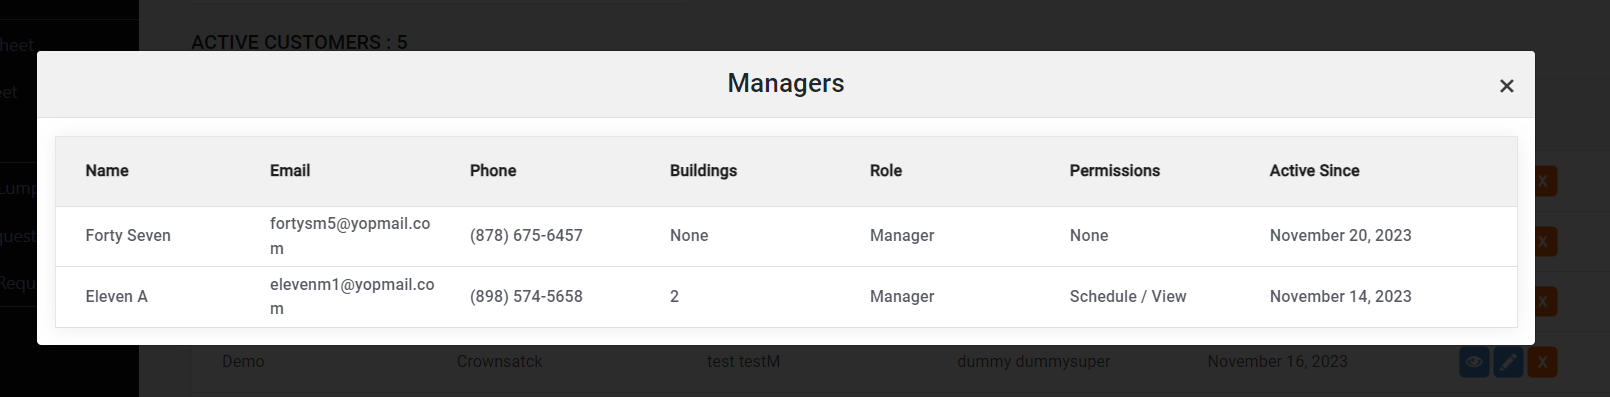 heet
ACTIVE CUSTOMERS : 5
eet
Managers
×
Name Email Phone Buildings Role Permissions Active Since
Lump
X
Forty Seven fortysm5@yopmail.co
m (878) 675-6457 None Manager None November 20, 2023
quest
X
Requ
Eleven A elevenm1@yopmail.co
m (898) 574-5658 2 Manager Schedule / View November 14, 2023
X
Demo Crownsatck test testM dummy dummysuper November 16, 2023 X